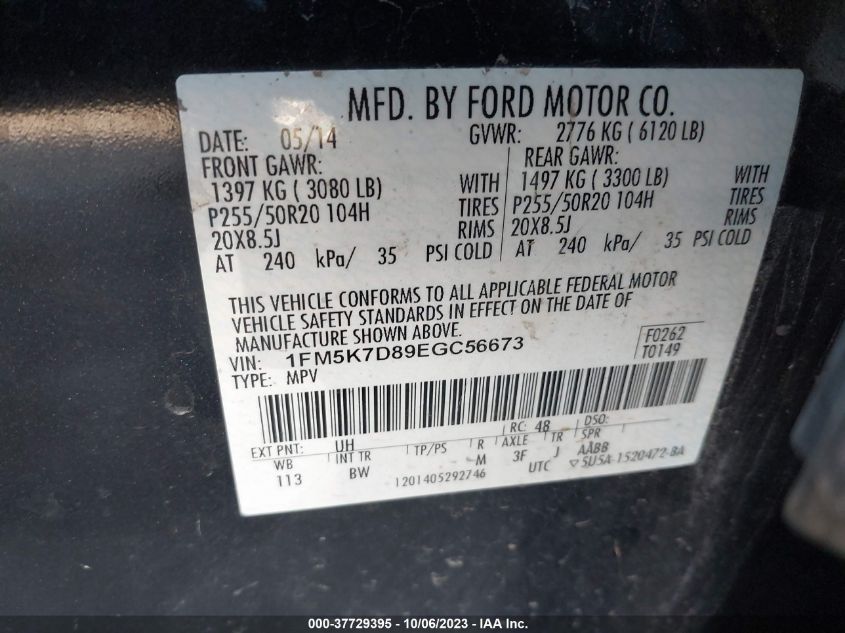 MFD. BY FORD MOTOR CO.
DATE: 05/14 GVWR: 2776 KG ( 6120 LB)
FRONT GAWR: REAR GAWR:
1397 KG ( 3080 LB) WITH 1497 KG ( 3300 LB) WITH
P255/50R20 104H TIRES P255/50R20 104H TIRES
20X8.5J RIMS 20X8.5J RIMS
AT 240 kPa/ 35 PSI COLD AT 240 kPa/ 35 PSI COLD
THIS VEHICLE CONFORMS TO ALL APPLICABLE FEDERAL MOTOR
VEHICLE SAFETY STANDARDS IN EFFECT ON THE DATE OF
MANUFACTURE SHOWN ABOVE.
VIN: 1FM5K7D89EGC56673 F0262
TYPE: MPV T0149
EXT PNT: UH RC: 48 DSO:
WB INT TR TP/PS R AXLE TR SPR
113 BW M 3F J AABB
1201405292746 UTC ▽5U5A-1520472-BA
000-37729395 - 10/06/2023 - IAA Inc.